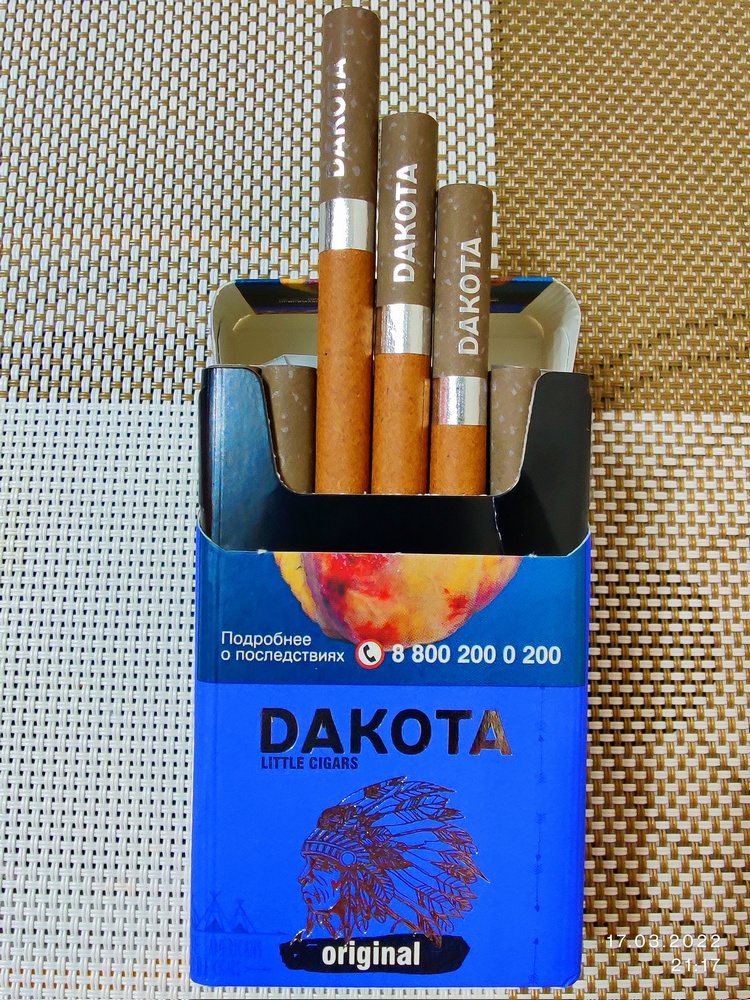 DAKOTA
DAKOTA
DAKOTA
Подробнее
о последствиях 8 800 200 0 200
DAKOTA
LITTLE CIGARS
original
17.03.2022
21:17